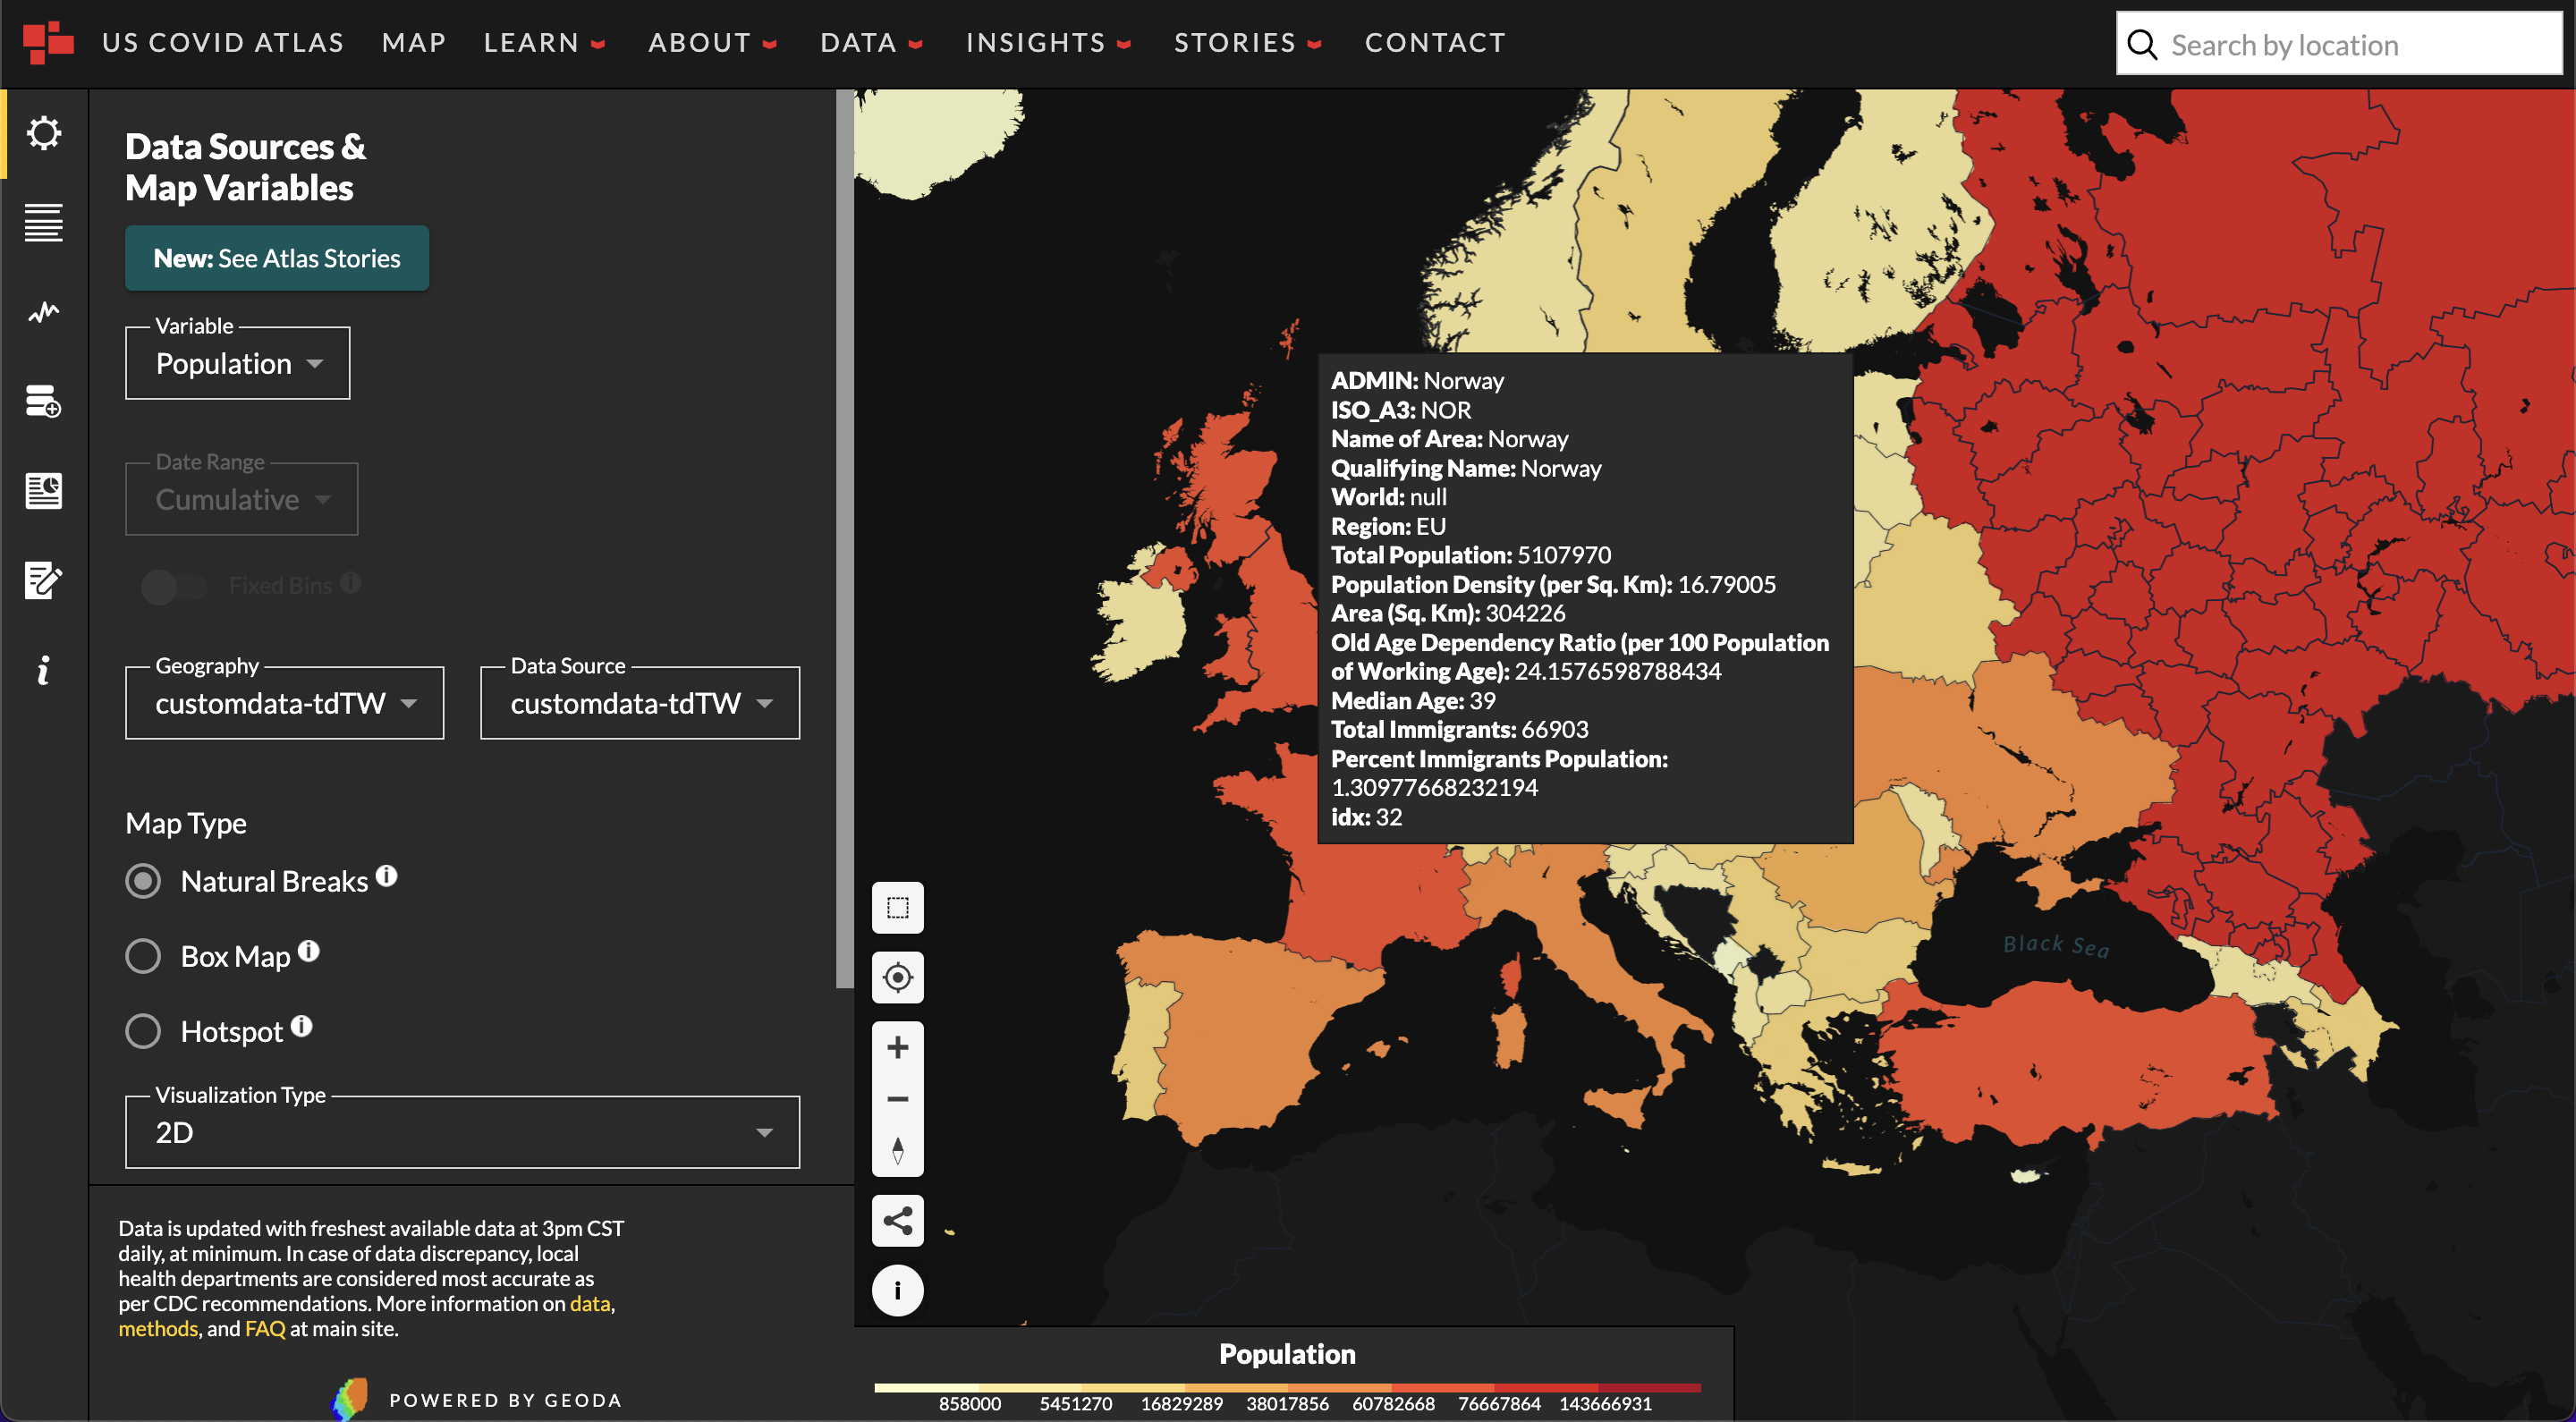 US COVID ATLAS MAP LEARN ABOUT DATA INSIGHTS STORIES CONTACT
Search by location
Data Sources &
Map Variables
New: See Atlas Stories
Variable
Population
Date Range
Cumulative
Fixed Bins
Geography
customdata-tdTW
Data Source
customdata-tdTW
Map Type
Natural Breaks
Box Map
Hotspot
Visualization Type
2D
Data is updated with freshest available data at 3pm CST
daily, at minimum. In case of data discrepancy, local
health departments are considered most accurate as
per CDC recommendations. More information on data,
methods, and FAQ at main site.
POWERED BY GEODA
ADMIN: Norway
ISO_A3: NOR
Name of Area: Norway
Qualifying Name: Norway
World: null
Region: EU
Total Population: 5107970
Population Density (per Sq. Km): 16.79005
Area (Sq. Km): 304226
Old Age Dependency Ratio (per 100 Population
of Working Age): 24.1576598788434
Median Age: 39
Total Immigrants: 66903
Percent Immigrants Population:
1.30977668232194
idx: 32
Black Sea
Population
858000 5451270 16829289 38017856 60782668 76667864 143666931